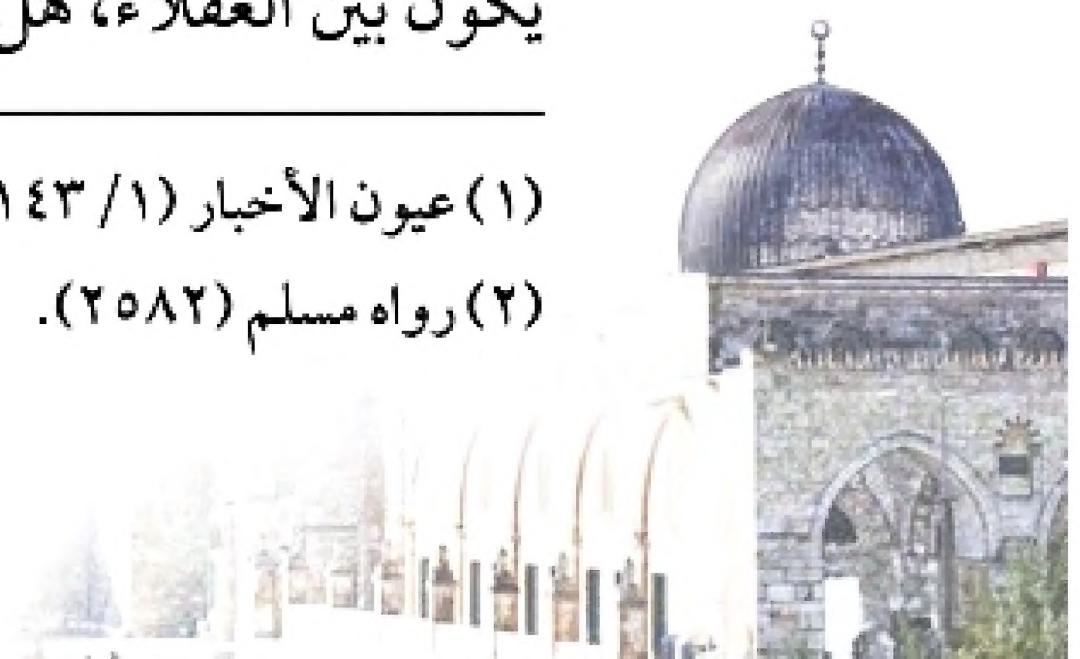 يكون بين العقلاء، هل
(١) عيون الأخبار (١/ ١٤٣
(٢) رواه مسلم (٢٥٨٢).